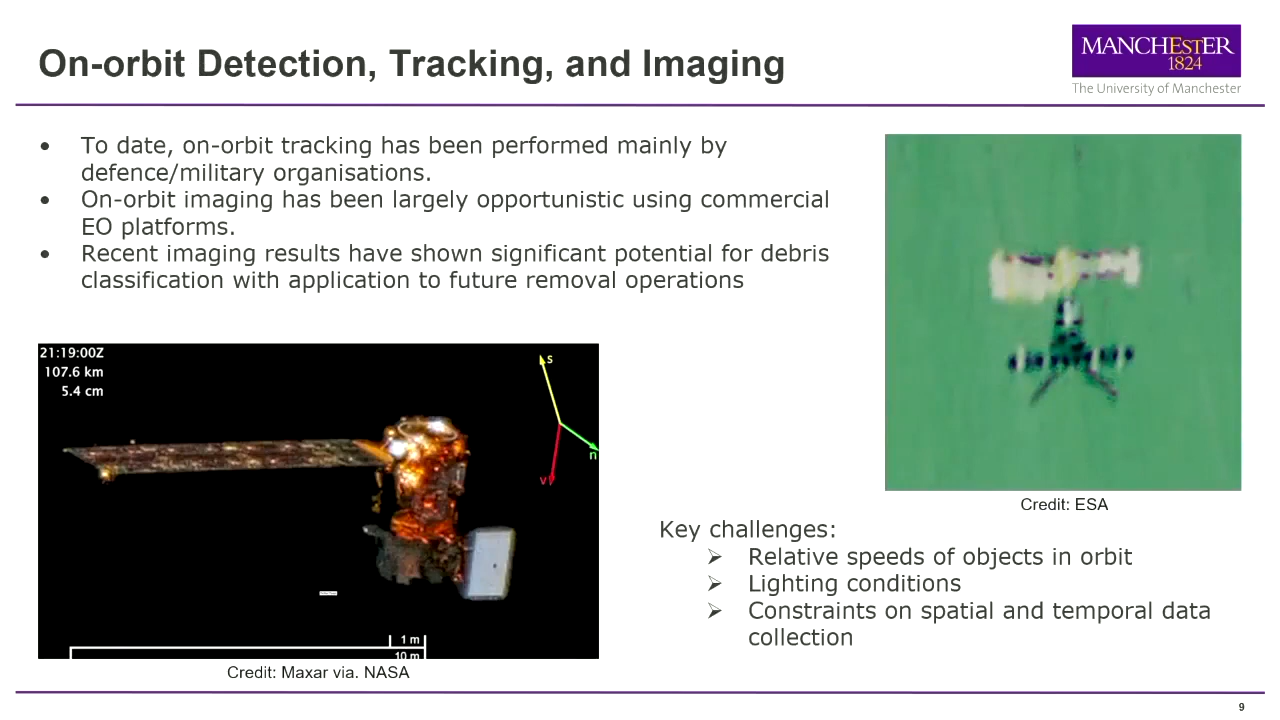 On-orbit Detection, Tracking, and Imaging
MANCHESTER
1824
The University of Manchester
• To date, on-orbit tracking has been performed mainly by
defence/military organisations.
• On-orbit imaging has been largely opportunistic using commercial
EO platforms.
• Recent imaging results have shown significant potential for debris
classification with application to future removal operations
21:19:00Z
107.6 km
5.4 cm
s
n
v
1 m
10 m
Credit: Maxar via. NASA
Credit: ESA
Key challenges:
➢ Relative speeds of objects in orbit
➢ Lighting conditions
➢ Constraints on spatial and temporal data
collection
9